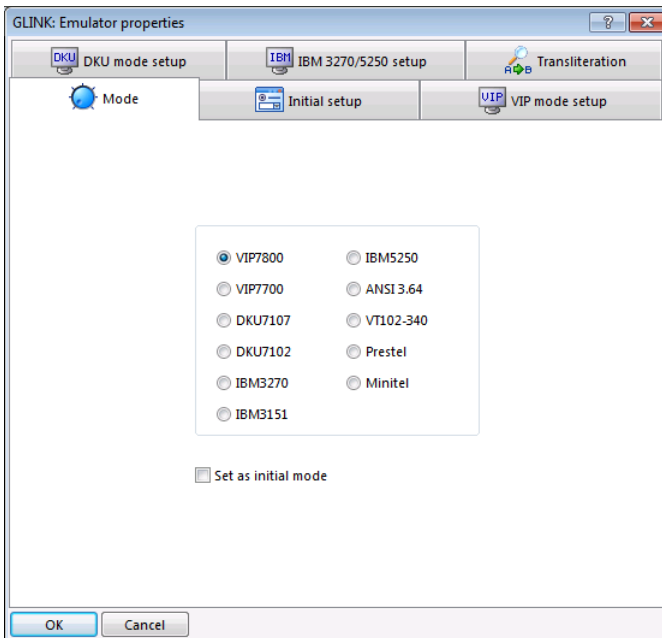 GLINK: Emulator properties
?
DKU DKU mode setup
IBM IBM 3270/5250 setup
A B Transliteration
Mode
Initial setup
VIP VIP mode setup
VIP7800
IBM5250
VIP7700
ANSI 3.64
DKU7107
VT102-340
DKU7102
Prestel
IBM3270
Minitel
IBM3151
Set as initial mode
OK
Cancel